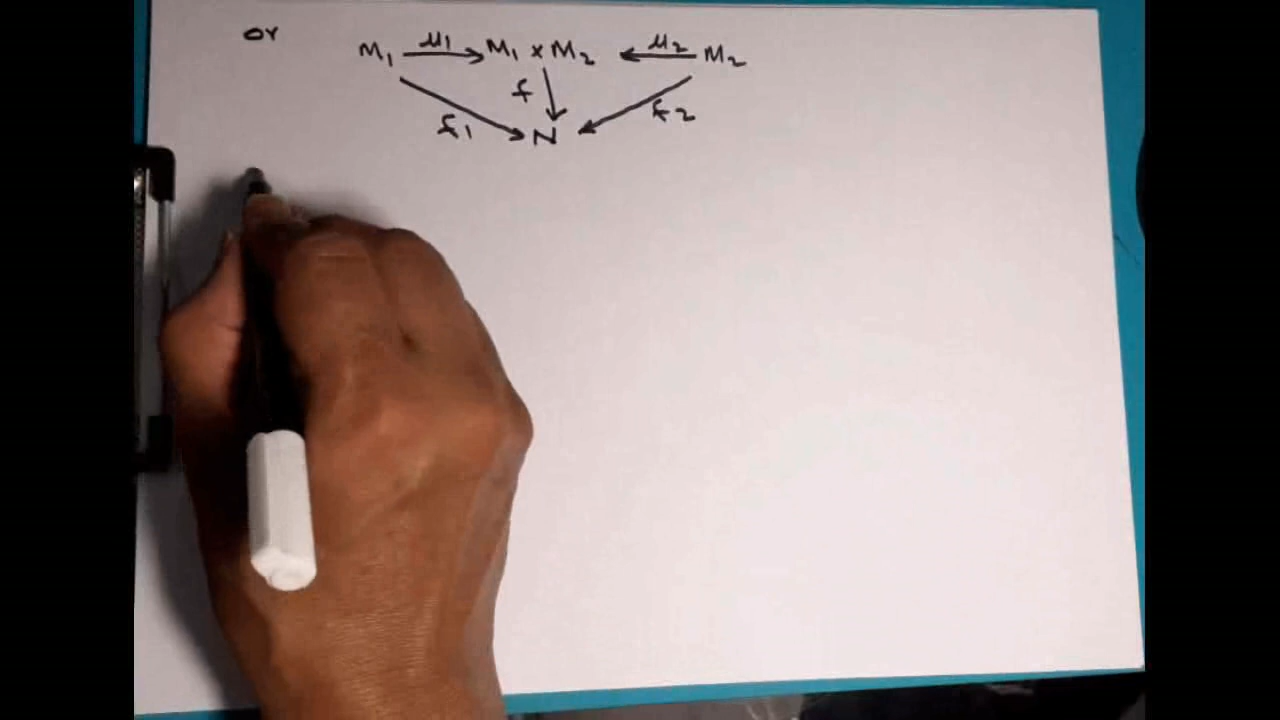 or
M₁ —μ₁→ M₁ × M₂ ←μ₂— M₂
f
f₁ f₂
N